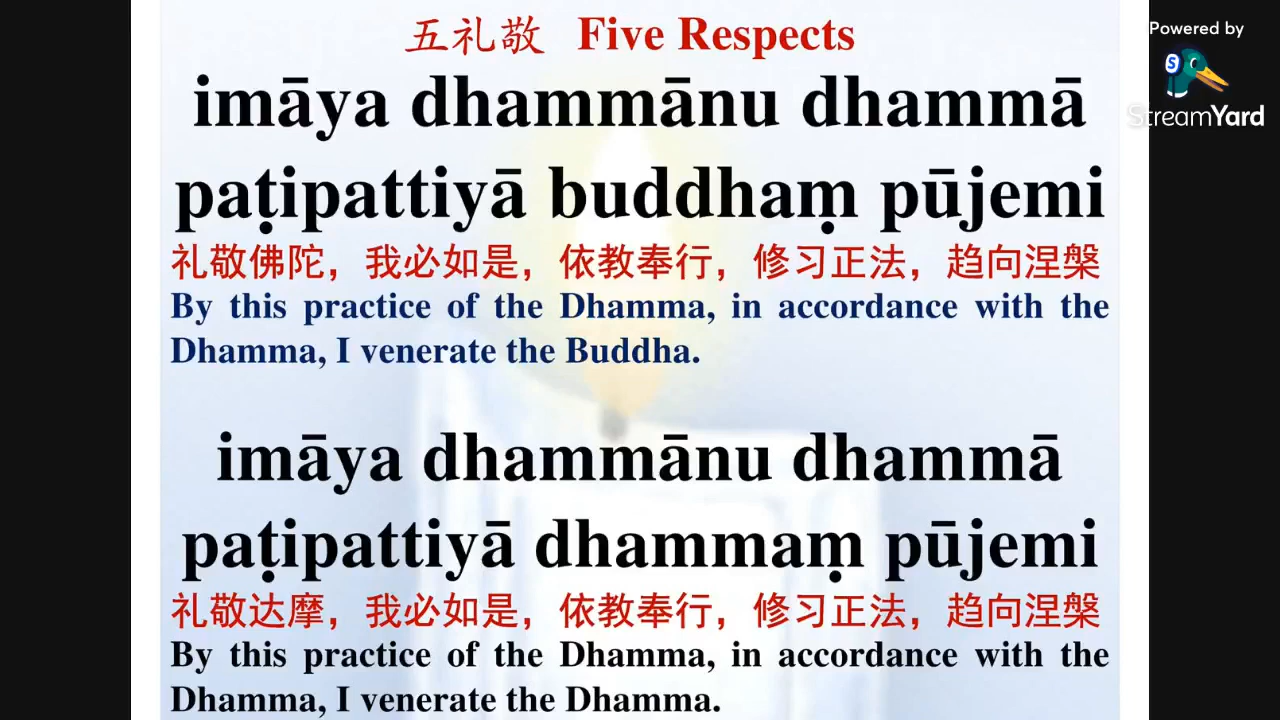 五礼敬 Five Respects
Powered by
StreamYard
imāya dhammānu dhammā
paṭipattiyā buddhaṃ pūjemi
礼敬佛陀，我必如是，依教奉行，修习正法，趋向涅槃
By this practice of the Dhamma, in accordance with the
Dhamma, I venerate the Buddha.
imāya dhammānu dhammā
paṭipattiyā dhammaṃ pūjemi
礼敬达摩，我必如是，依教奉行，修习正法，趋向涅槃
By this practice of the Dhamma, in accordance with the
Dhamma, I venerate the Dhamma.